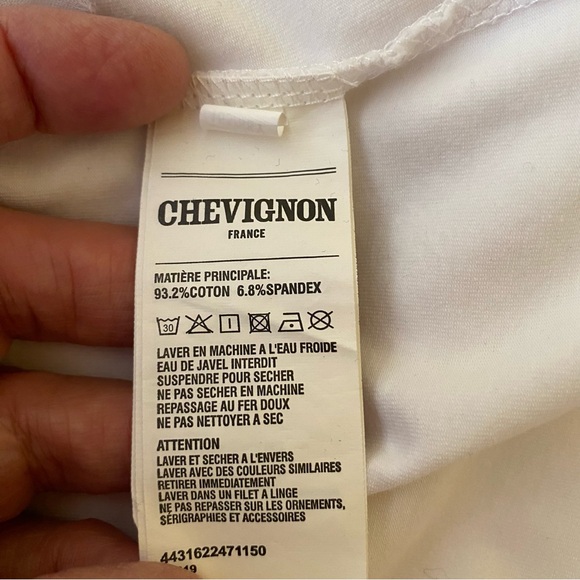 CHEVIGNON
FRANCE
MATIÈRE PRINCIPALE:
93.2%COTON 6.8%SPANDEX
30
LAVER EN MACHINE A L'EAU FROIDE
EAU DE JAVEL INTERDIT
SUSPENDRE POUR SECHER
NE PAS SECHER EN MACHINE
REPASSAGE AU FER DOUX
NE PAS NETTOYER A SEC
ATTENTION
LAVER ET SECHER A L'ENVERS
LAVER AVEC DES COULEURS SIMILAIRES
RETIRER IMMEDIATEMENT
LAVER DANS UN FILET A LINGE
NE PAS REPASSER SUR LES ORNEMENTS,
SÉRIGRAPHIES ET ACCESSOIRES
4431622471150